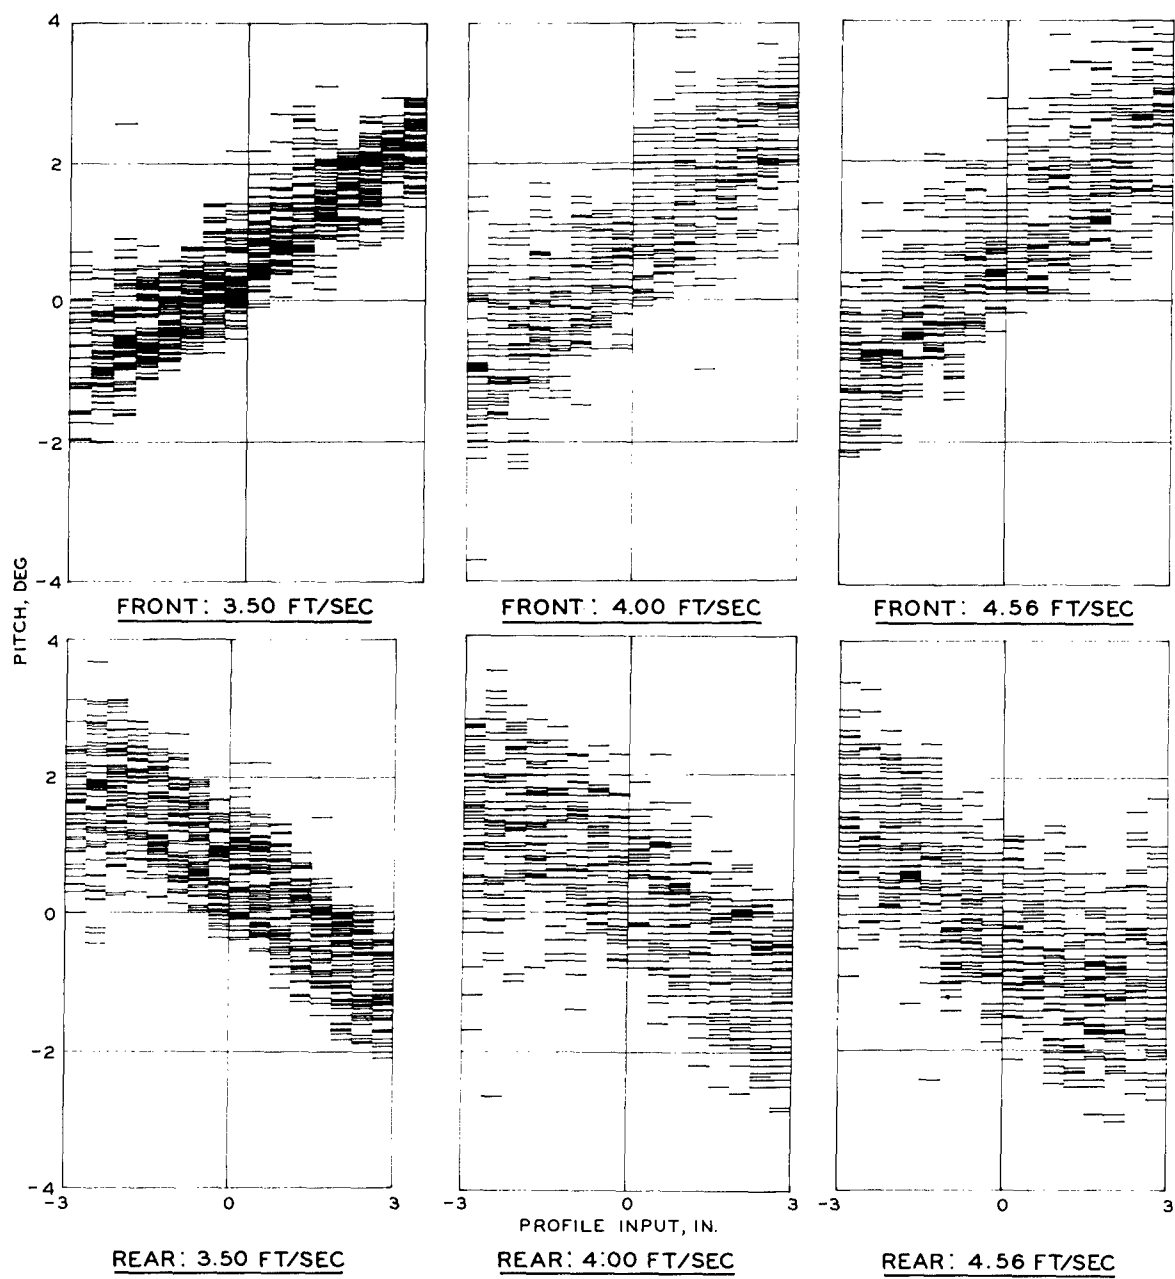 4
2
0
-2
-4
PITCH, DEG
FRONT: 3.50 FT/SEC
FRONT: 4.00 FT/SEC
FRONT: 4.56 FT/SEC
4
2
0
-2
-4
-3 0 3
-3 0 3
-3 0 3
PROFILE INPUT, IN.
REAR: 3.50 FT/SEC
REAR: 4.00 FT/SEC
REAR: 4.56 FT/SEC